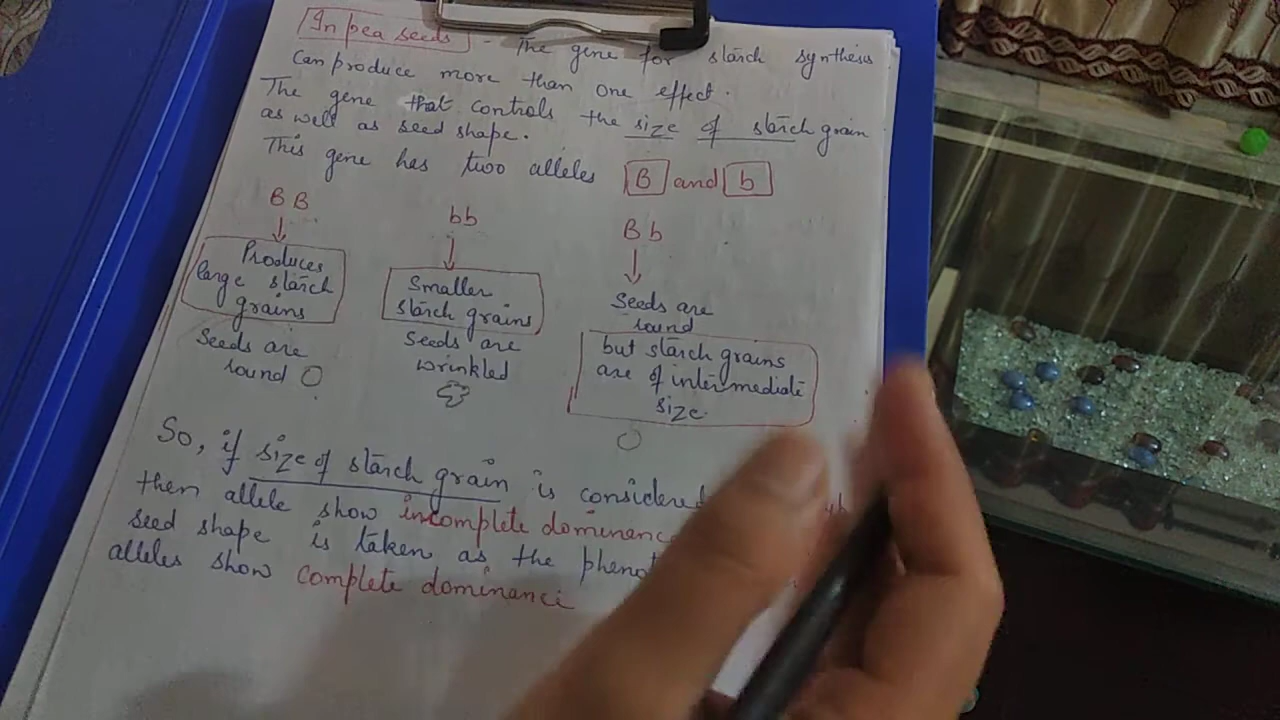 In pea seeds - The gene for starch synthesis
Can produce more than one effect.
The gene that controls the size of starch grain
as well as seed shape.
This gene has two alleles B and b
BB
Produces
large starch
grains
Seeds are
round
bb
Smaller
starch grains
Seeds are
wrinkled
Bb
Seeds are
round
but starch grains
are of intermediate
size.
So, if size of starch grain is considered
then allele show incomplete dominanc
seed shape is taken as the phenot
alleles show complete dominance